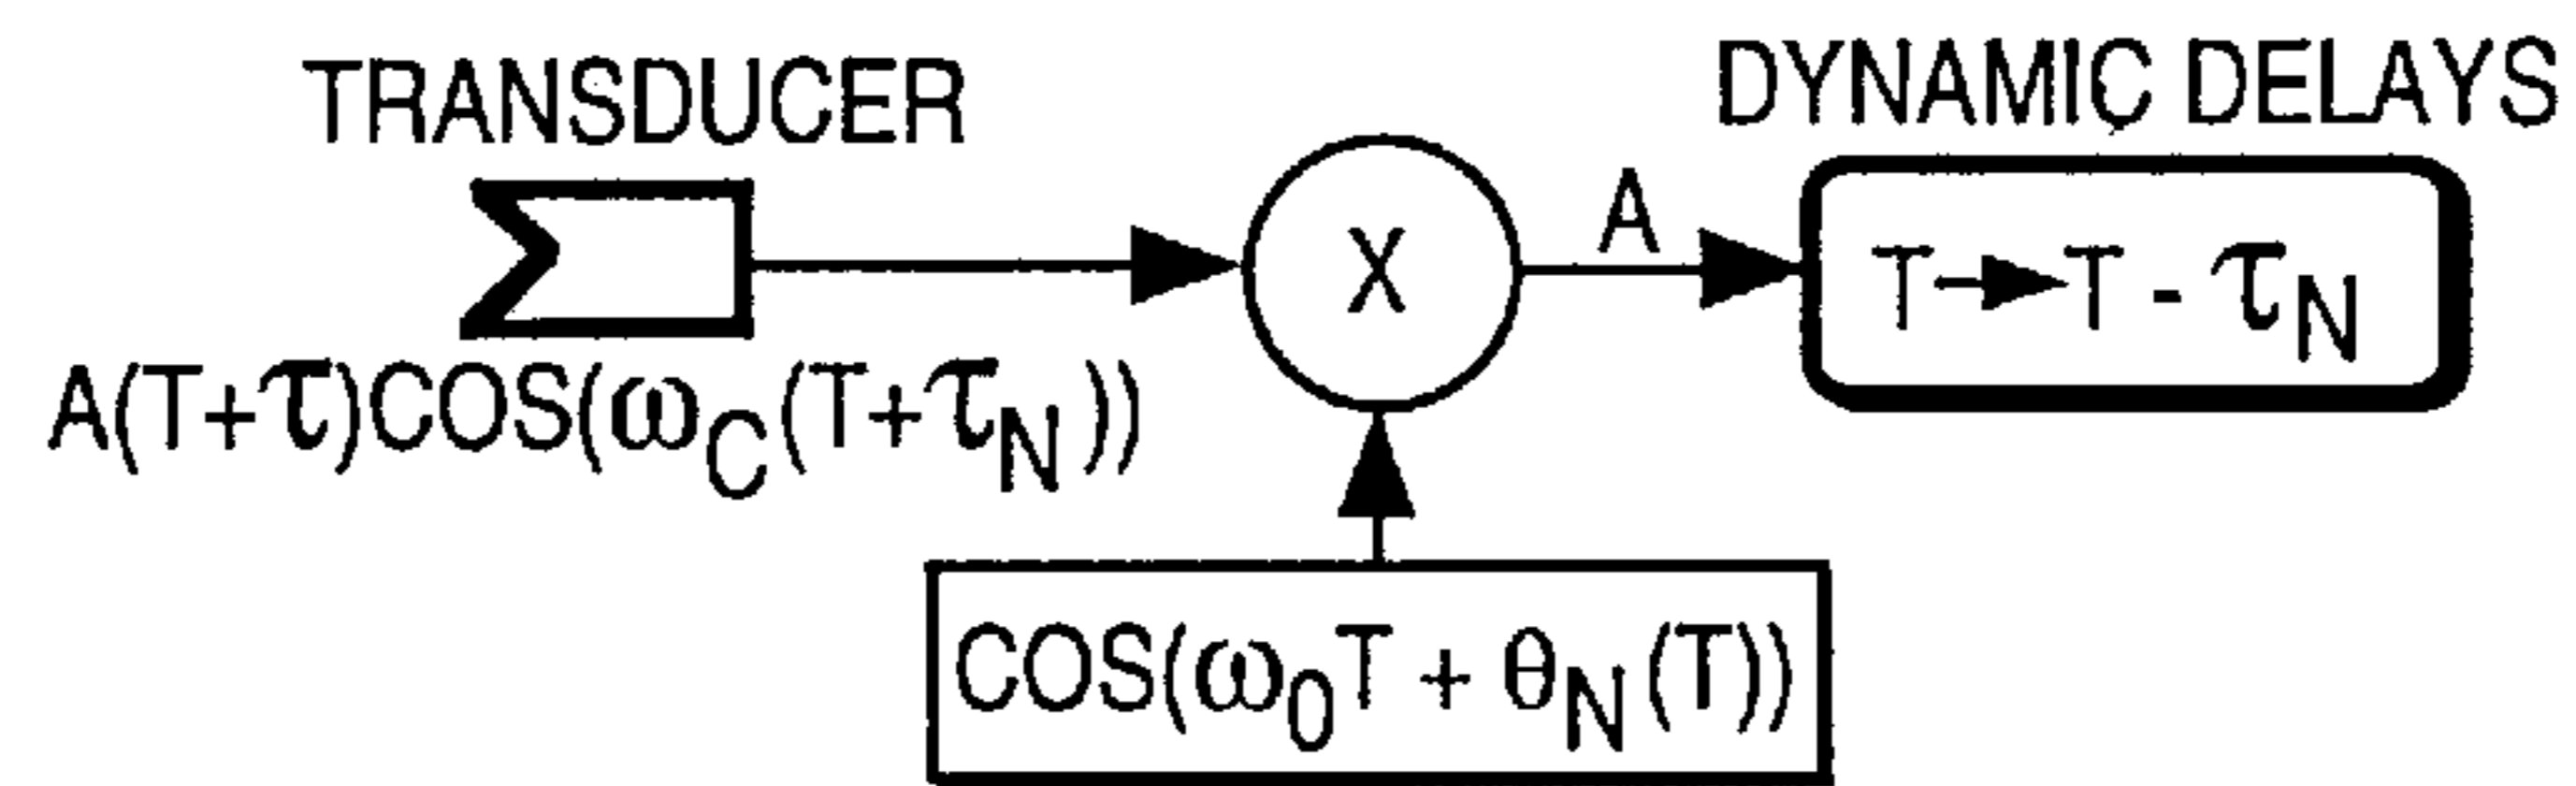 TRANSDUCER
DYNAMIC DELAYS
X
A
T→T - τN
A(T+τ)COS(ωC(T+τN))
COS(ω0T + θN(T))